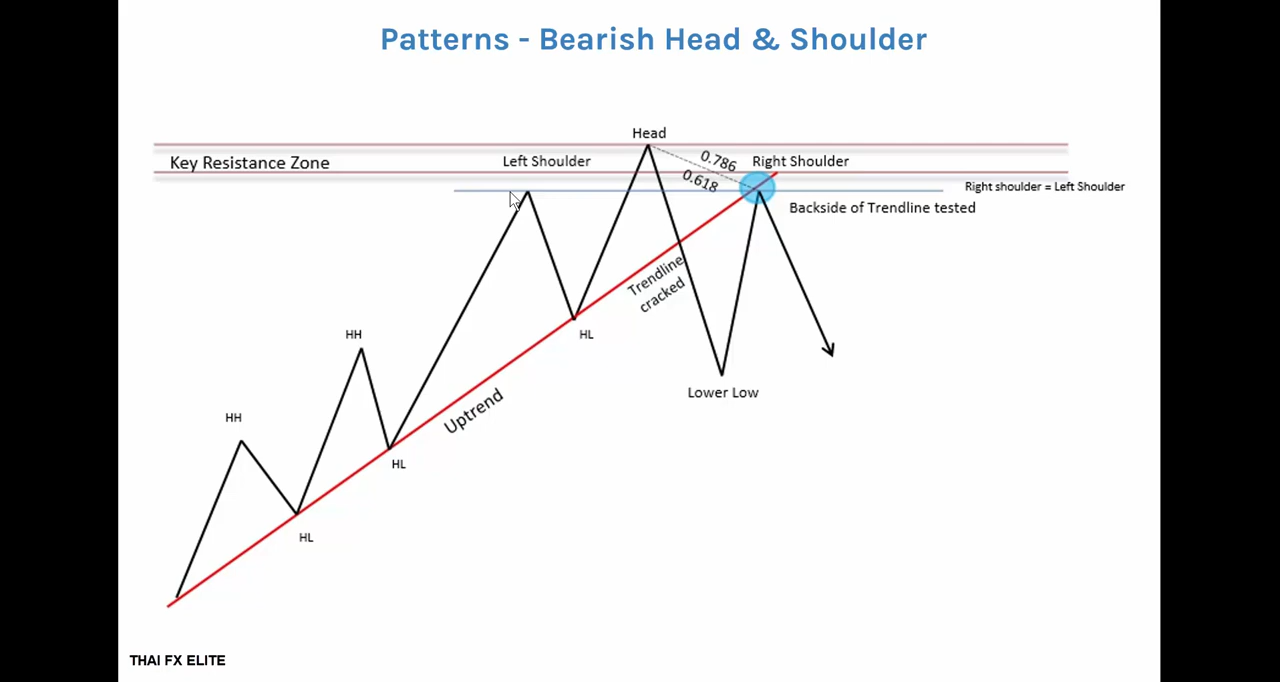 Patterns - Bearish Head & Shoulder
Head
Key Resistance Zone
Left Shoulder
0.786
Right Shoulder
0.618
Right shoulder = Left Shoulder
Backside of Trendline tested
Trendline
cracked
HH
HL
Lower Low
Uptrend
HH
HL
HL
THAI FX ELITE